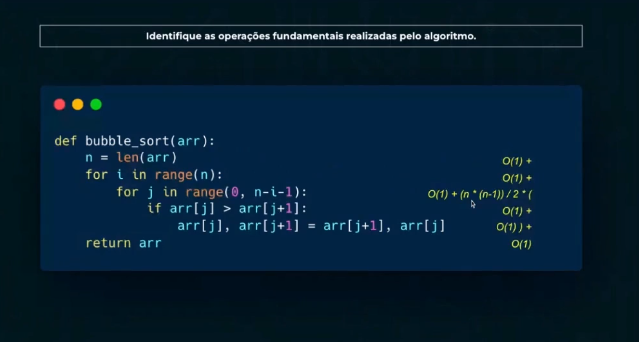 Identifique as operações fundamentais realizadas pelo algoritmo.
def bubble_sort(arr):
n = len(arr) O(1) +
for i in range(n): O(1) +
for j in range(0, n-i-1): O(1) + (n * (n-1)) / 2 * (
if arr[j] > arr[j+1]: O(1) +
arr[j], arr[j+1] = arr[j+1], arr[j] O(1) ) +
return arr O(1)